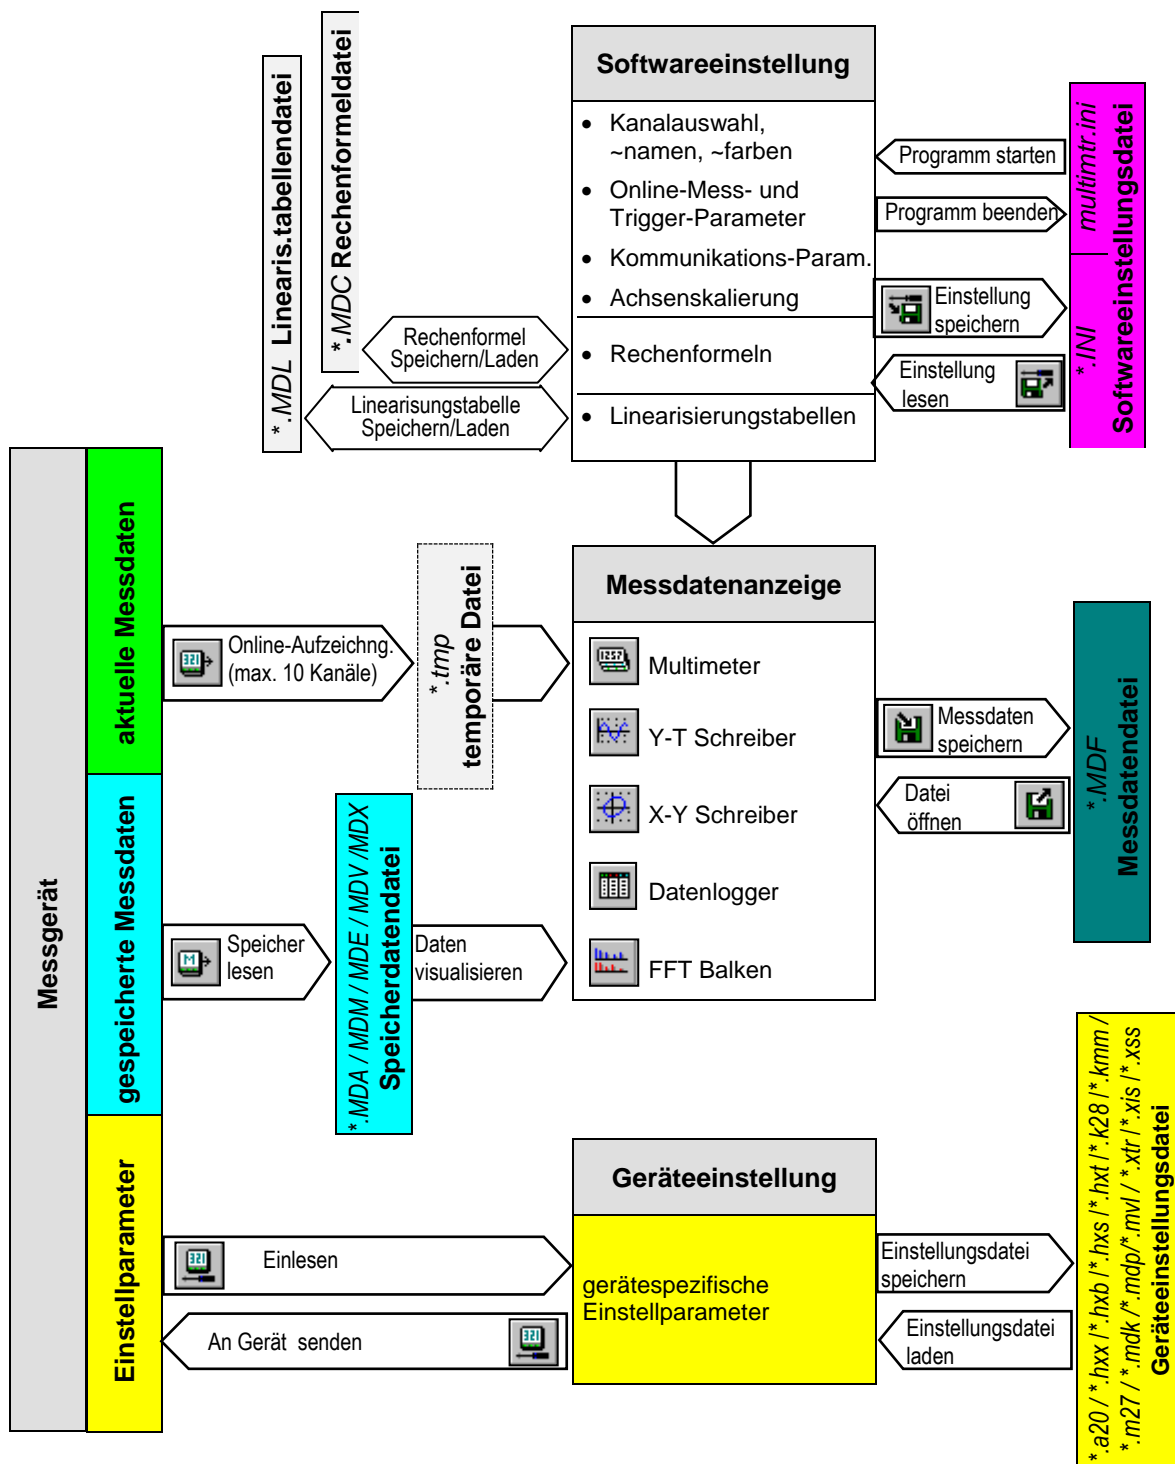 Softwareeinstellung
• Kanalauswahl,
~namen, ~farben
• Online-Mess- und
Trigger-Parameter
• Kommunikations-Param.
• Achsenskalierung
• Rechenformeln
• Linearisierungstabellen
*.MDL Linearis.tabellendatei
*.MDC Rechenformeldatei
Rechenformel
Speichern/Laden
Linearisungstabelle
Speichern/Laden
Programm starten
Programm beenden
Einstellung
speichern
Einstellung
lesen
*.INI multimtr.ini
Softwareeinstellungsdatei
Messgerät
aktuelle Messdaten
gespeicherte Messdaten
Einstellparameter
321
Online-Aufzeichng.
(max. 10 Kanäle)
*.tmp
temporäre Datei
M
Speicher
lesen
*.MDA / MDM / MDE / MDV /MDX
Speicherdatendatei
Daten
visualisieren
Messdatenanzeige
1257
Multimeter
Y-T Schreiber
X-Y Schreiber
Datenlogger
FFT Balken
Messdaten
speichern
Datei
öffnen
*.MDF
Messdatendatei
321
Einlesen
An Gerät senden
321
Geräteeinstellung
gerätespezifische
Einstellparameter
Einstellungsdatei
speichern
Einstellungsdatei
laden
*.a20 / *.hxx /*.hxb /*.hxs /*.hxt /*.k28 /*.kmm /
*.m27 / *.mdk /*.mdp/*.mvl / *.xtr /*.xis /*.xss
Geräteeinstellungsdatei